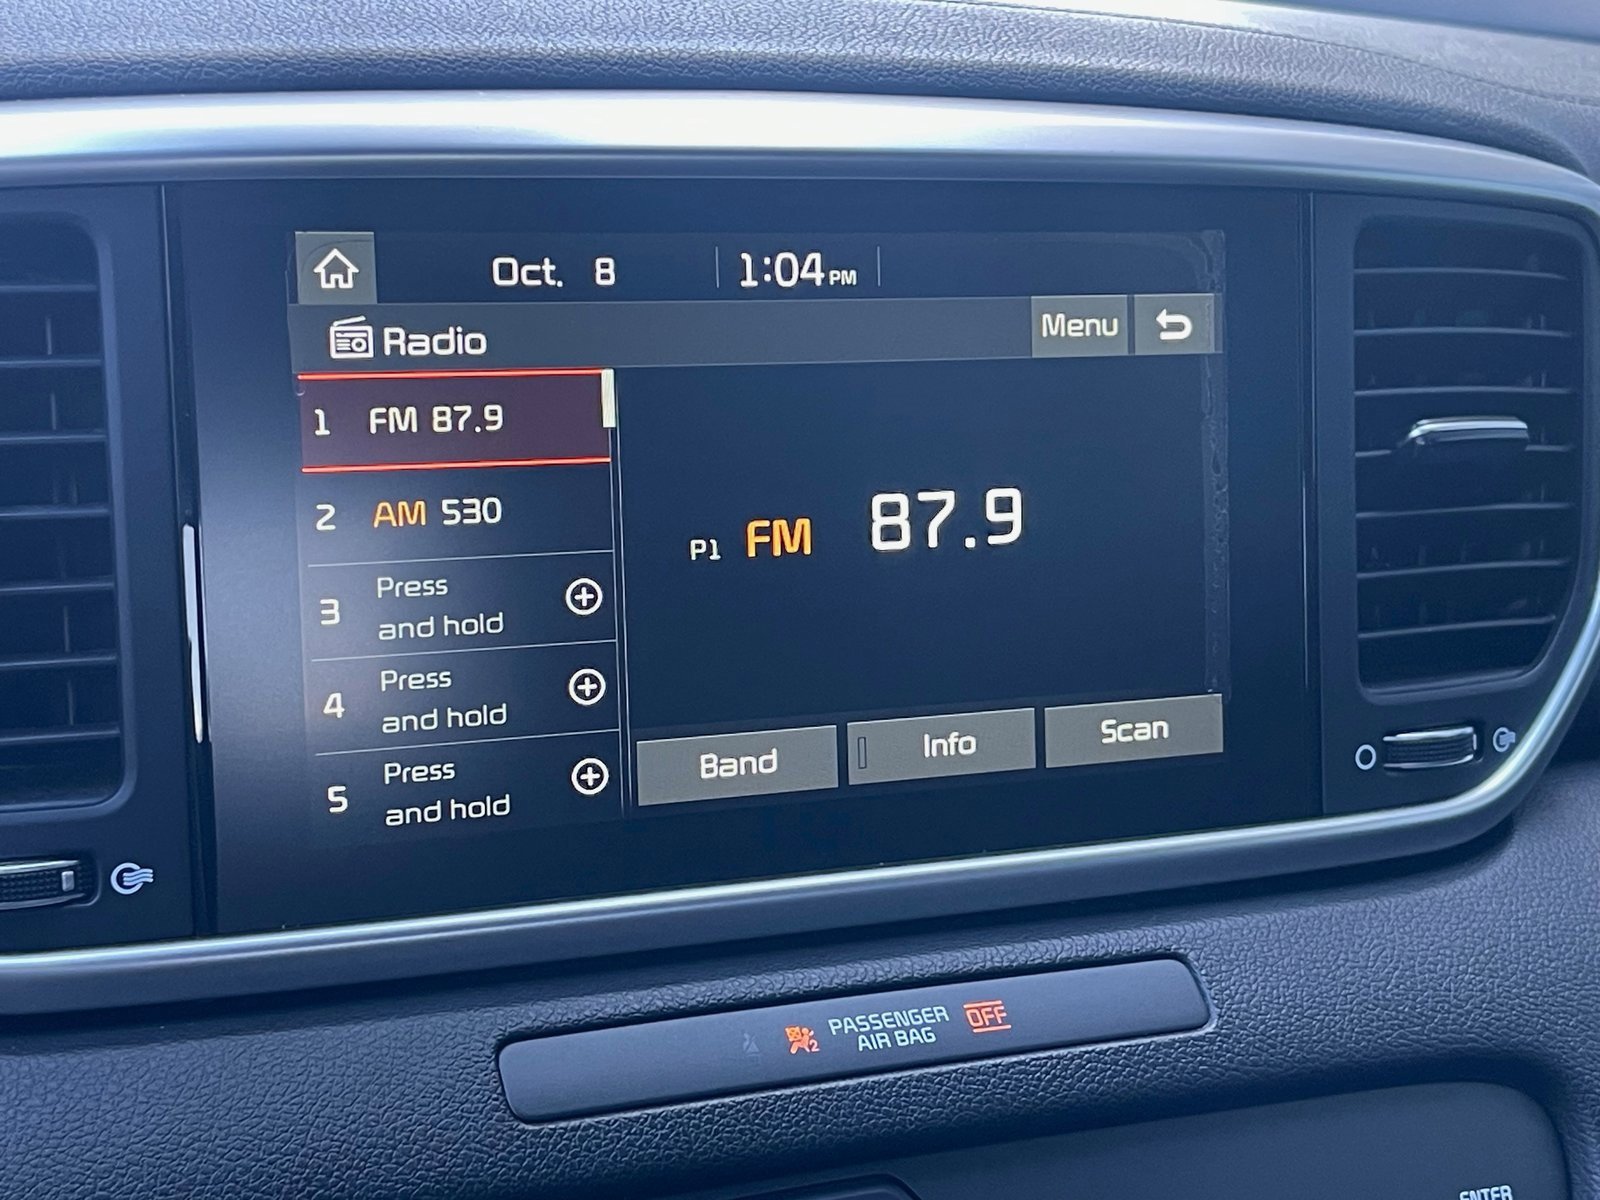 Oct. 8 1:04 PM
Radio Menu
1 FM 87.9
2 AM 530
3 Press and hold
4 Press and hold
5 Press and hold
P1 FM 87.9
Band Info Scan
PASSENGER
AIR BAG
OFF
2
ENTER